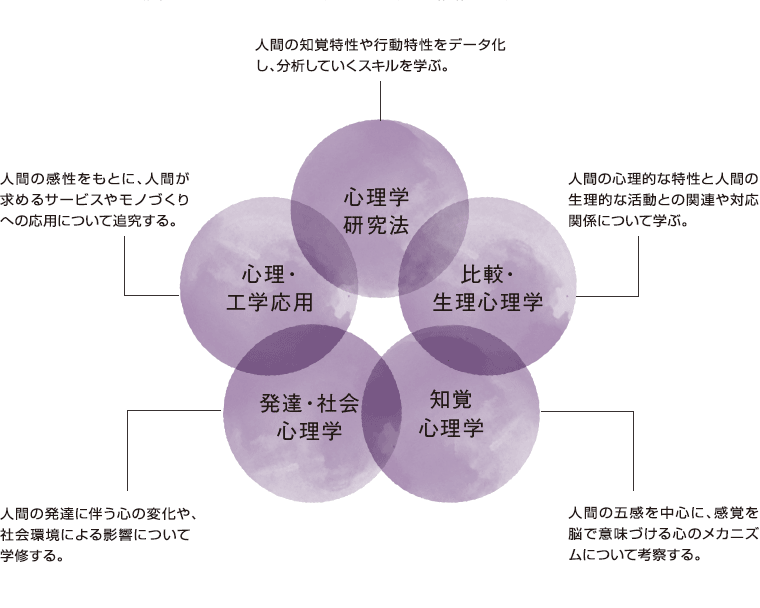 人間の知覚特性や行動特性をデータ化
し、分析していくスキルを学ぶ。
心理学
研究法
人間の感性をもとに、人間が
求めるサービスやモノづくり
への応用について追究する。
心理・
工学応用
人間の心理的な特性と人間の
生理的な活動との関連や対応
関係について学ぶ。
比較・
生理心理学
発達・社会
心理学
知覚
心理学
人間の発達に伴う心の変化や、
社会環境による影響について
学修する。
人間の五感を中心に、感覚を
脳で意味づける心のメカニズ
ムについて考察する。